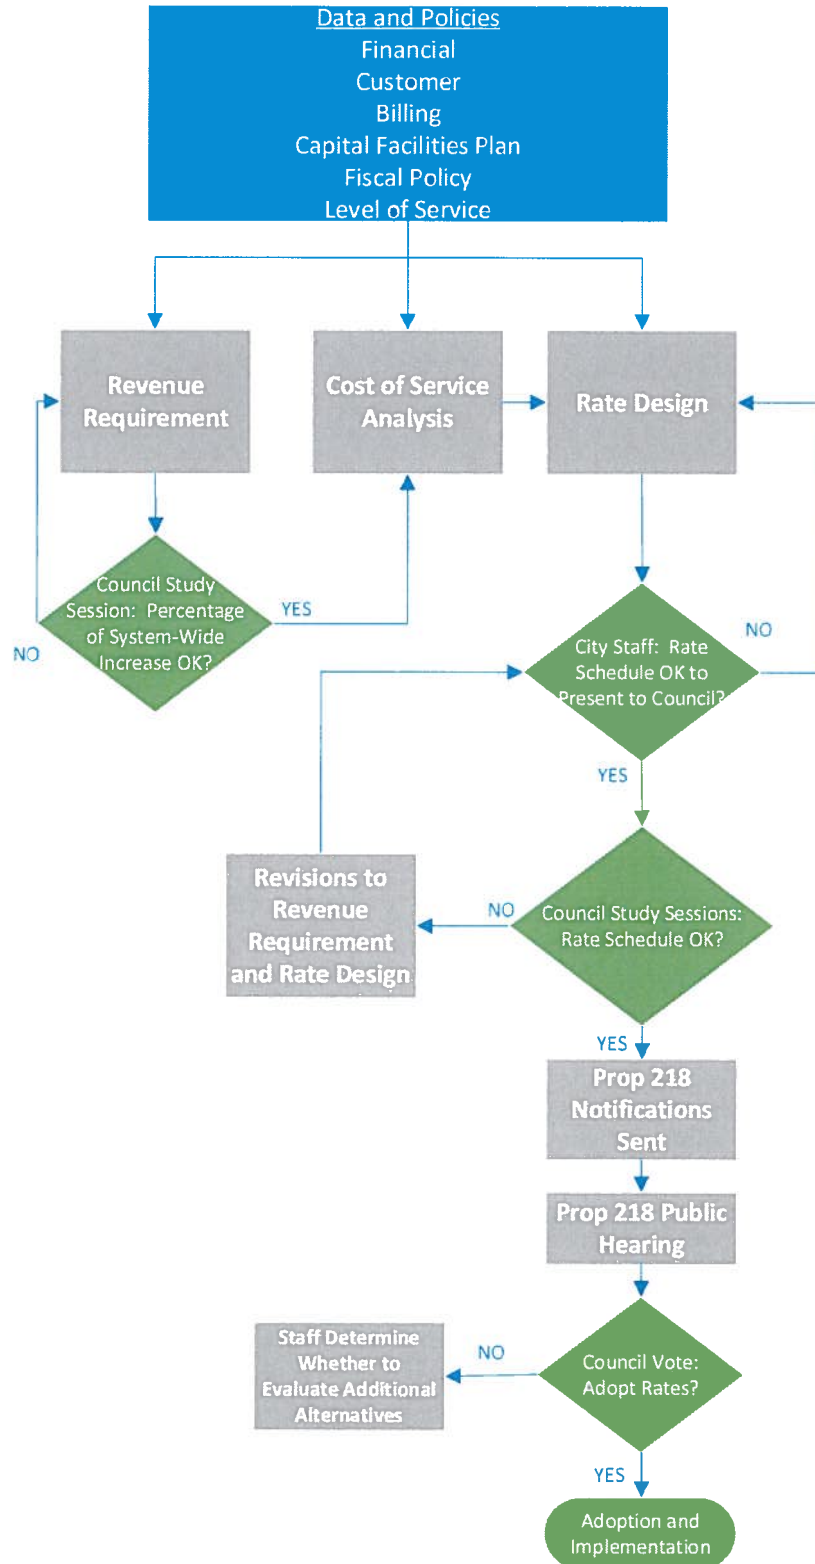 Data and Policies
Financial
Customer
Billing
Capital Facilities Plan
Fiscal Policy
Level of Service
Revenue
Requirement
Cost of Service
Analysis
Rate Design
Council Study
Session: Percentage
of System-Wide
Increase OK?
NO
YES
City Staff: Rate
Schedule OK to
Present to Council?
NO
YES
Revisions to
Revenue
Requirement
and Rate Design
NO
Council Study Sessions:
Rate Schedule OK?
YES
Prop 218
Notifications
Sent
Prop 218 Public
Hearing
Staff Determine
Whether to
Evaluate Additional
Alternatives
NO
Council Vote:
Adopt Rates?
YES
Adoption and
Implementation